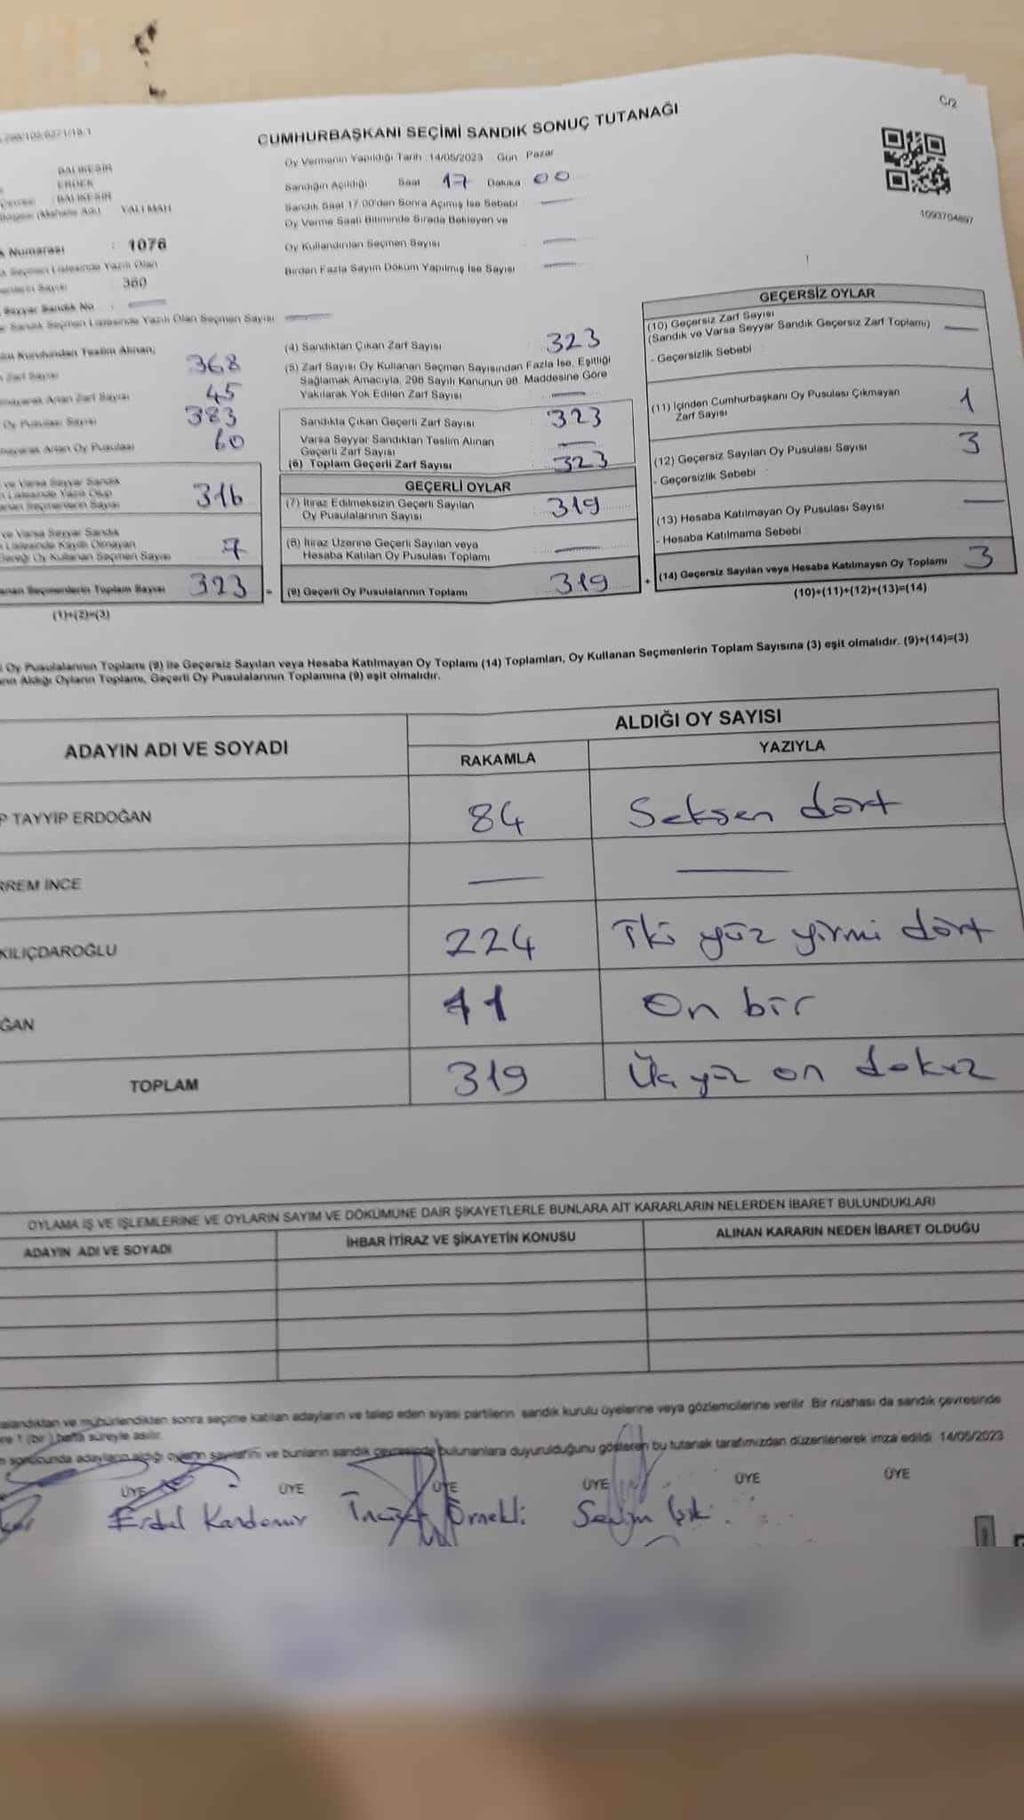 C/2
CUMHURBAŞKANI SEÇİMİ SANDIK SONUÇ TUTANAĞI
Oy Vermenin Yapıldığı Tarih :14/05/2023 Gün Pazar
Sandığın Açıldığı Saat 17 Dakika 00
Sandık Saat 17.00'den Sonra Açımış İse Sebebi
Oy Verme Saati Bitiminde Sırada Bekleyen ve
Oy Kullandırılan Seçmen Sayısı
Birden Fazla Sayım Döküm Yapılmış İse Sayısı
1093704697
BALIKESİR
ERDEK
BALIKESİR
YALI MAH
Numarası : 1076
360
Seyyar Sandık No :
Sandık Seçmen Listesinde Yazılı Olan Seçmen Sayısı
Teslim Alınan;
Zarf Sayısı 368
Artan Zarf Sayısı 45
Oy Pusulası Sayısı 383
Artan Oy Pusulası 60
ve Varsa Seyyar Sandık
Listesinde Yazılı Olup
316
ve Varsa Seyyar Sandık
Listesinde Kayıtlı Olmayan
Oy Kullanan Seçmen Sayısı 7
Seçmenlerin Toplam Sayısı 323
(1)+(2)=(3)
(4) Sandıktan Çıkan Zarf Sayısı 323
(5) Zarf Sayısı Oy Kullanan Seçmen Sayısından Fazla İse, Eşitliği
Sağlamak Amacıyla, 298 Sayılı Kanunun 98. Maddesine Göre
Yakılarak Yok Edilen Zarf Sayısı
Sandıkta Çıkan Geçerli Zarf Sayısı 323
Varsa Seyyar Sandıktan Teslim Alınan
Geçerli Zarf Sayısı
(6) Toplam Geçerli Zarf Sayısı 323
GEÇERLİ OYLAR
(7) İtiraz Edilmeksizin Geçerli Sayılan
Oy Pusulalarının Sayısı 319
(8) İtiraz Üzerine Geçerli Sayılan veya
Hesaba Katılan Oy Pusulası Toplamı
(9) Geçerli Oy Pusulalarının Toplamı 319
GEÇERSİZ OYLAR
(10) Geçersiz Zarf Sayısı
(Sandık ve Varsa Seyyar Sandık Geçersiz Zarf Toplamı)
- Geçersizlik Sebebi
(11) İçinden Cumhurbaşkanı Oy Pusulası Çıkmayan
Zarf Sayısı 1
(12) Geçersiz Sayılan Oy Pusulası Sayısı 3
- Geçersizlik Sebebi
(13) Hesaba Katılmayan Oy Pusulası Sayısı
- Hesaba Katılmama Sebebi
(14) Geçersiz Sayılan veya Hesaba Katılmayan Oy Toplamı 3
(10)+(11)+(12)+(13)=(14)
Oy Pusulalarının Toplamı (9) ile Geçersiz Sayılan veya Hesaba Katılmayan Oy Toplamı (14) Toplamları, Oy Kullanan Seçmenlerin Toplam Sayısına (3) eşit olmalıdır. (9)+(14)=(3)
Aldığı Oyların Toplamı, Geçerli Oy Pusulalarının Toplamına (9) eşit olmalıdır.
ADAYIN ADI VE SOYADI
ALDIĞI OY SAYISI
RAKAMLA YAZIYLA
P TAYYİP ERDOĞAN 84 Seksen dört
RREM İNCE
KILIÇDAROĞLU 224 İki yüz yirmi dört
ĞAN 11 On bir
TOPLAM 319 Üç yüz on dokuz
OYLAMA İŞ VE İŞLEMLERİNE VE OYLARIN SAYIM VE DÖKÜMÜNE DAİR ŞİKAYETLERLE BUNLARA AİT KARARLARIN NELERDEN İBARET BULUNDUKLARI
ADAYIN ADI VE SOYADI İHBAR İTİRAZ VE ŞİKAYETİN KONUSU ALINAN KARARIN NEDEN İBARET OLDUĞU
ve mühürlendikten sonra seçime katılan adayların ve talep eden siyasi partilerin sandık kurulu üyelerine veya gözlemcilerine verilir. Bir nüshası da sandık çevresinde
1 (bir) hafta süreyle asılır.
sonucunda adayların aldığı oyların sayılarını ve bunların sandık çevresinde bulunanlara duyurulduğunu gösteren bu tutanak tarafımızdan düzenlenerek imza edildi. 14/05/2023
ÜYE ÜYE ÜYE ÜYE ÜYE ÜYE
Erdal Kardemir Örnekli Selim Işık